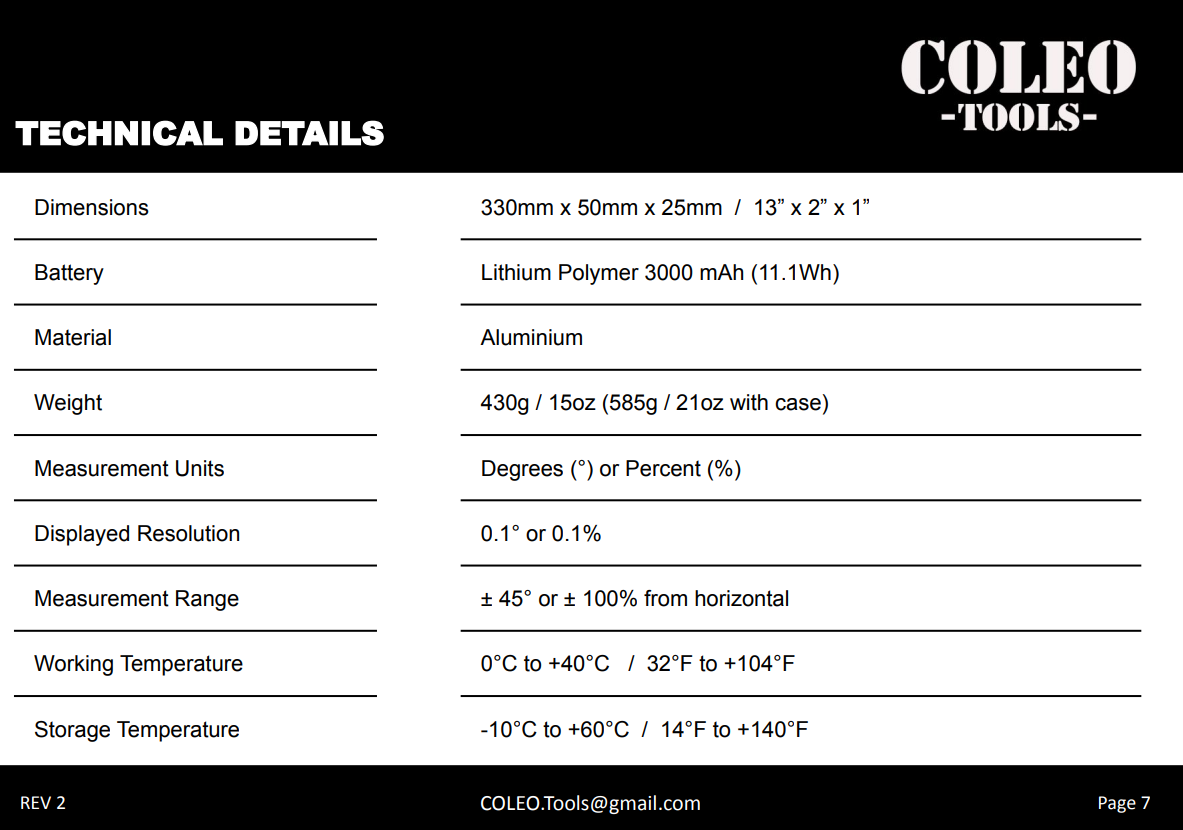 COLEO
-TOOLS-
TECHNICAL DETAILS
Dimensions 330mm x 50mm x 25mm / 13” x 2” x 1”
Battery Lithium Polymer 3000 mAh (11.1Wh)
Material Aluminium
Weight 430g / 15oz (585g / 21oz with case)
Measurement Units Degrees (°) or Percent (%)
Displayed Resolution 0.1° or 0.1%
Measurement Range ± 45° or ± 100% from horizontal
Working Temperature 0°C to +40°C / 32°F to +104°F
Storage Temperature -10°C to +60°C / 14°F to +140°F
REV 2 COLEO.Tools@gmail.com Page 7